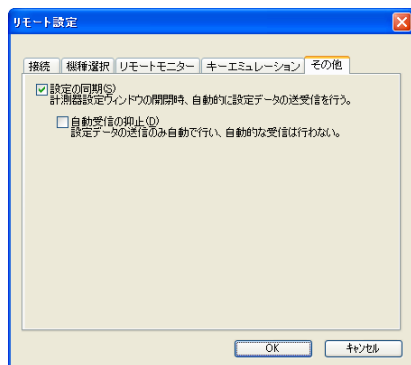 リモート設定
接続 機種選択 リモートモニター キーエミュレーション その他
設定の同期(S)
計測器設定ウィンドウの開閉時、自動的に設定データの送受信を行う。
自動受信の抑止(D)
設定データの送信のみ自動で行い、自動的な受信は行わない。
OK キャンセル